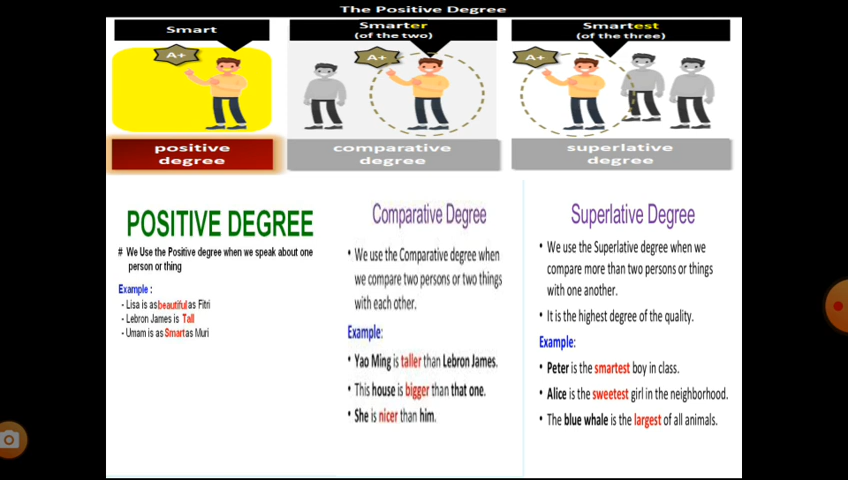 The Positive Degree
Smart
Smarter
(of the two)
Smartest
(of the three)
A+
A+
A+
positive
degree
comparative
degree
superlative
degree
POSITIVE DEGREE
# We Use the Positive degree when we speak about one
person or thing
Example :
- Lisa is as beautiful as Fitri
- Lebron James is Tall
- Umam is as Smart as Muri
Comparative Degree
• We use the Comparative degree when
we compare two persons or two things
with each other.
Example:
• Yao Ming is taller than Lebron James.
• This house is bigger than that one.
• She is nicer than him.
Superlative Degree
• We use the Superlative degree when we
compare more than two persons or things
with one another.
• It is the highest degree of the quality.
Example:
• Peter is the smartest boy in class.
• Alice is the sweetest girl in the neighborhood.
• The blue whale is the largest of all animals.